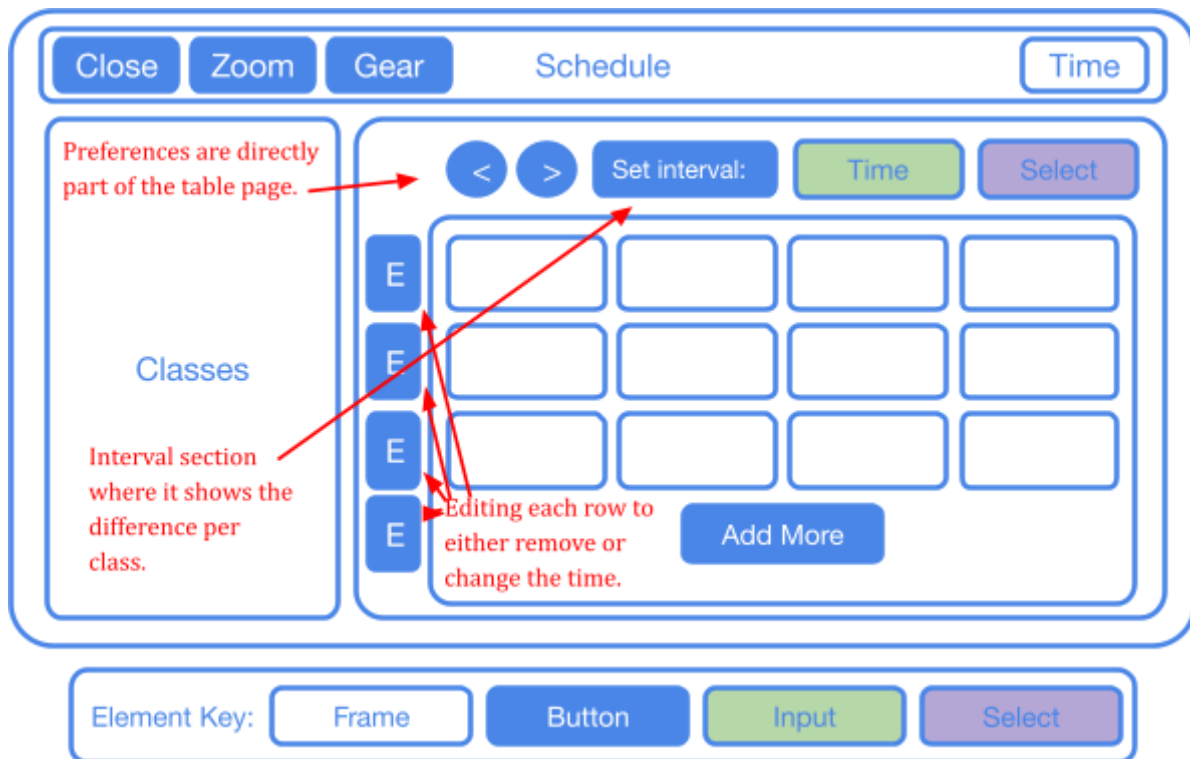 Close Zoom Gear Schedule Time
Preferences are directly
part of the table page.
< > Set interval: Time Select
E
E
E
E
Classes
Interval section
where it shows the
difference per
class.
Editing each row to
either remove or
change the time.
Add More
Element Key: Frame Button Input Select